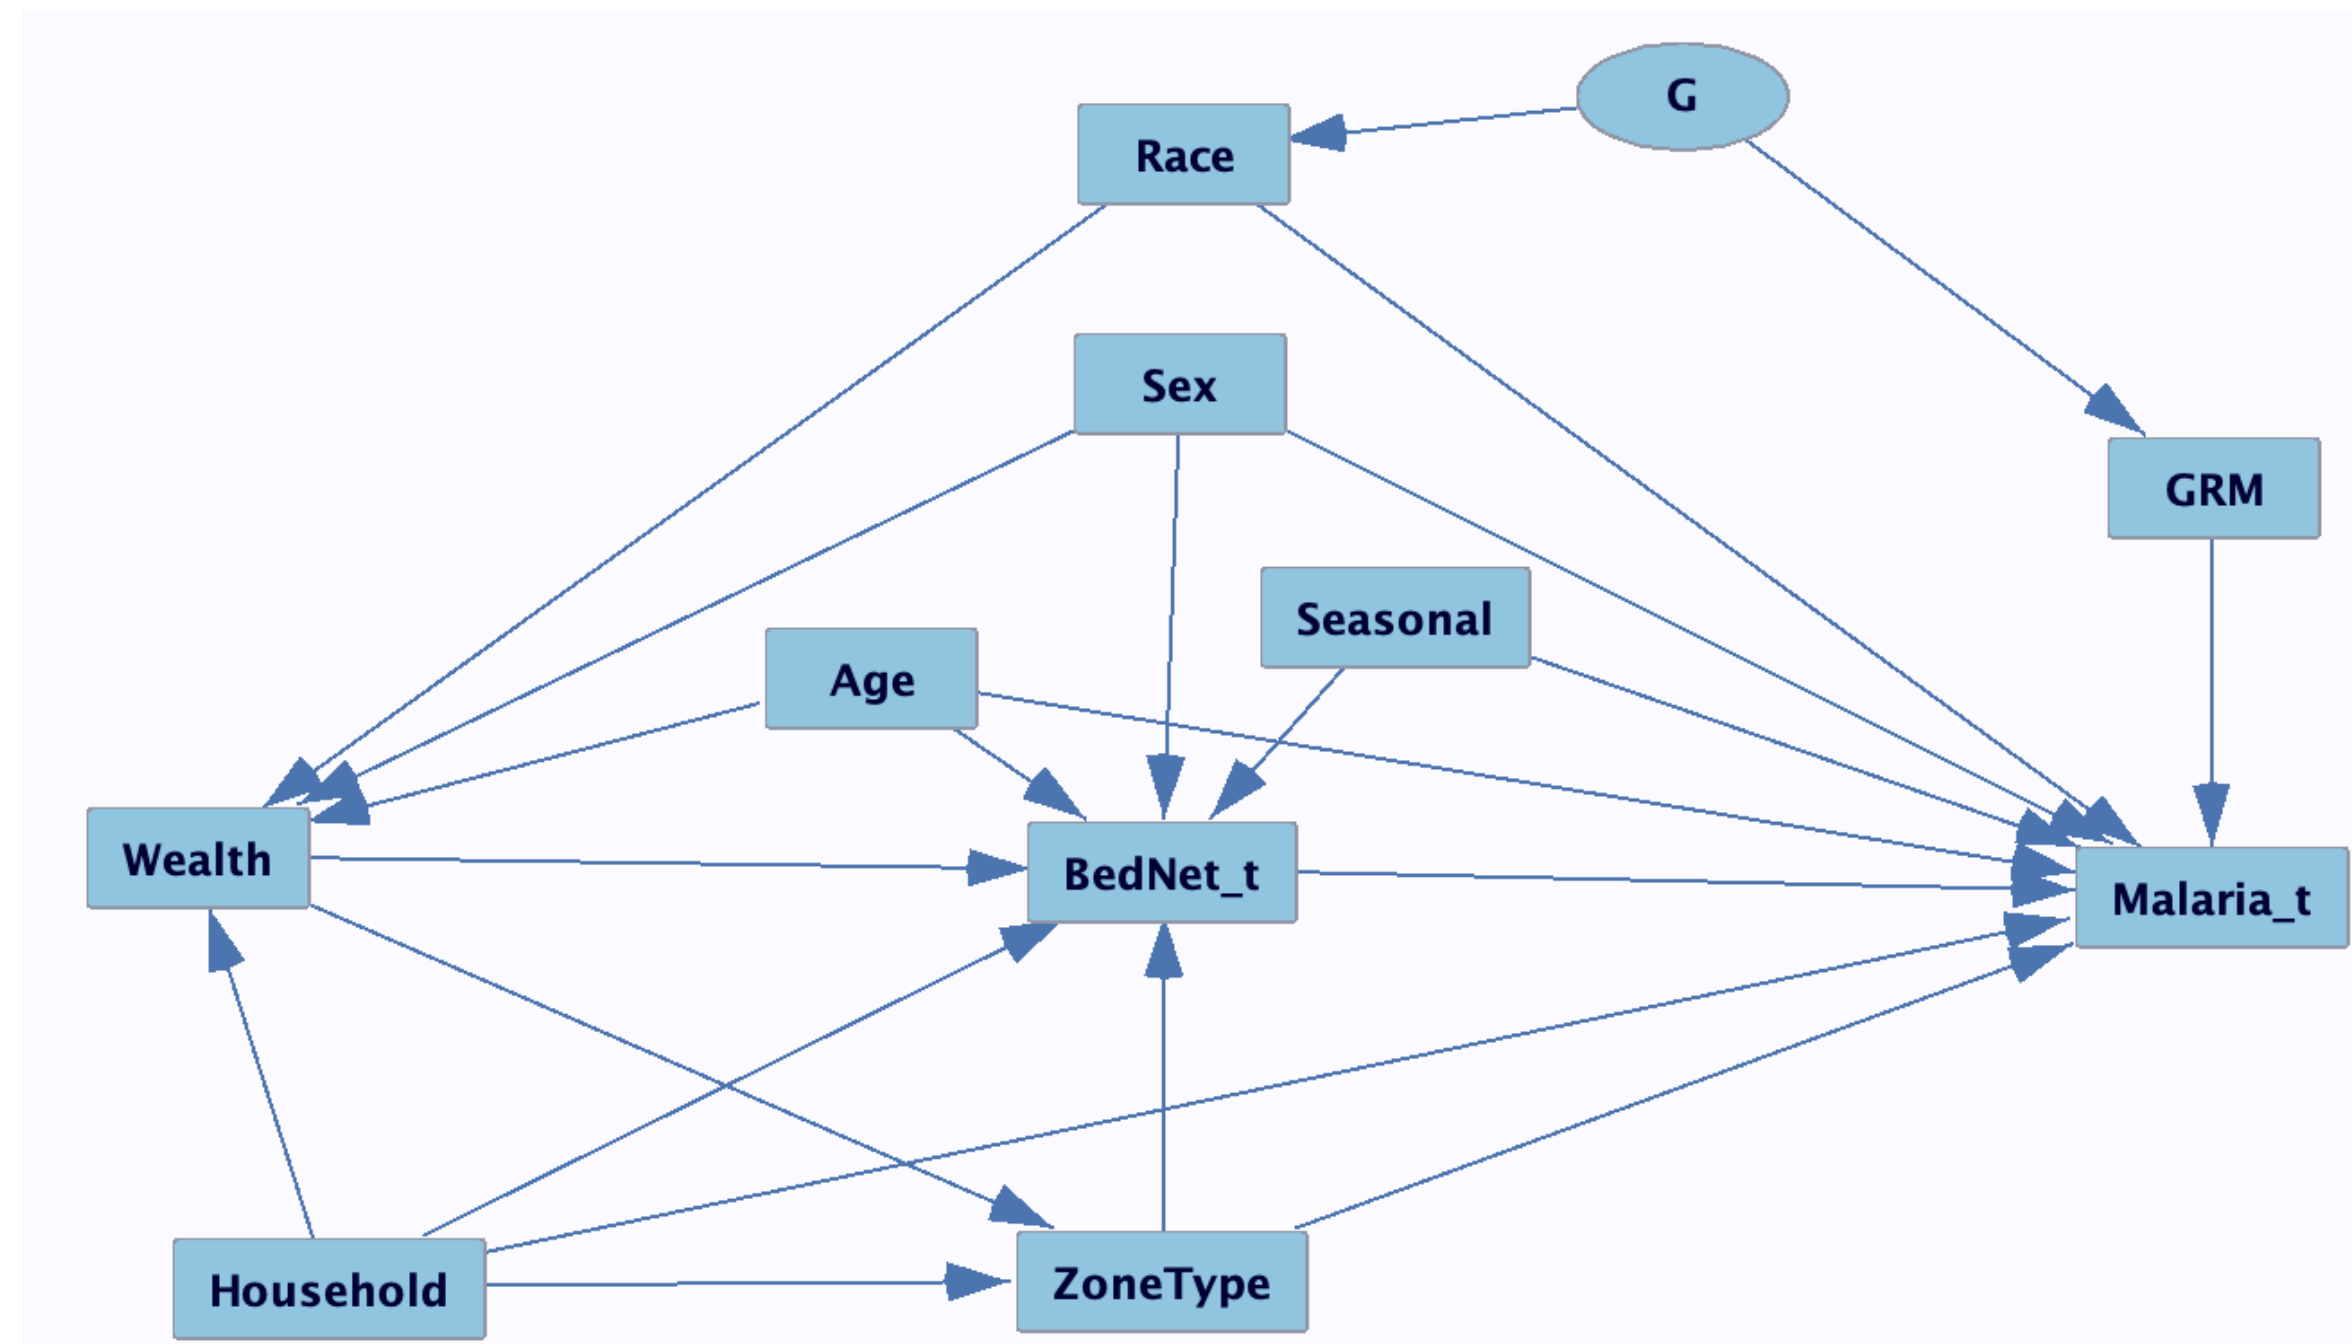 G
Race
Sex
GRM
Seasonal
Age
Wealth
BedNet_t
Malaria_t
Household
ZoneType